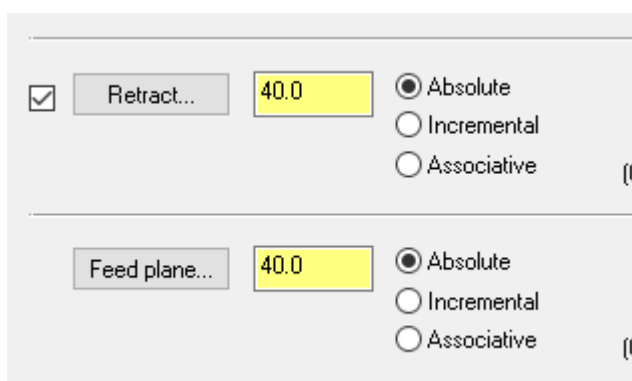 Retract...
40.0
Absolute
Incremental
Associative
Feed plane...
40.0
Absolute
Incremental
Associative